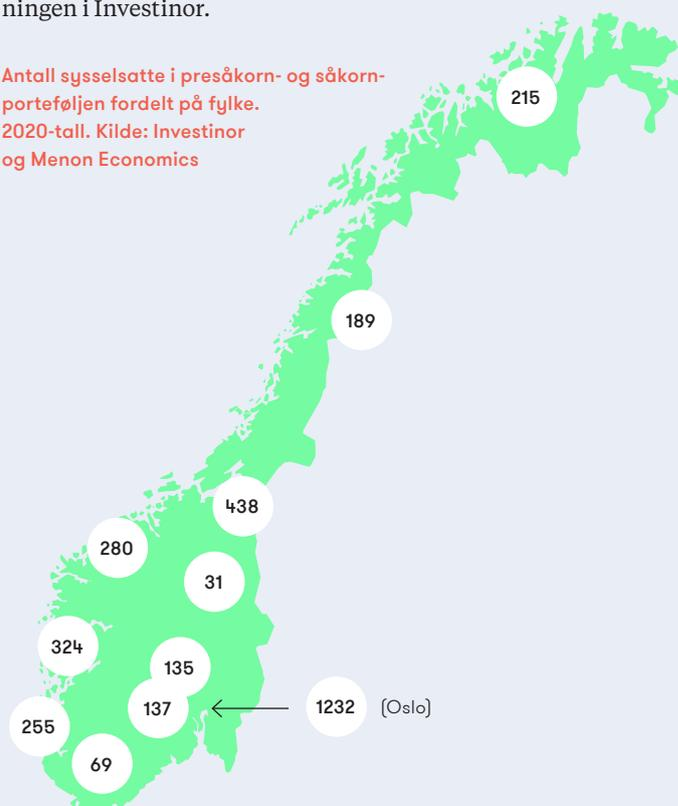 ningen i Investinor.
Antall sysselsatte i presåkorn- og såkorn-
porteføljen fordelt på fylke.
2020-tall. Kilde: Investinor
og Menon Economics
215
189
438
280
31
324
135
137
1232 (Oslo)
255
69